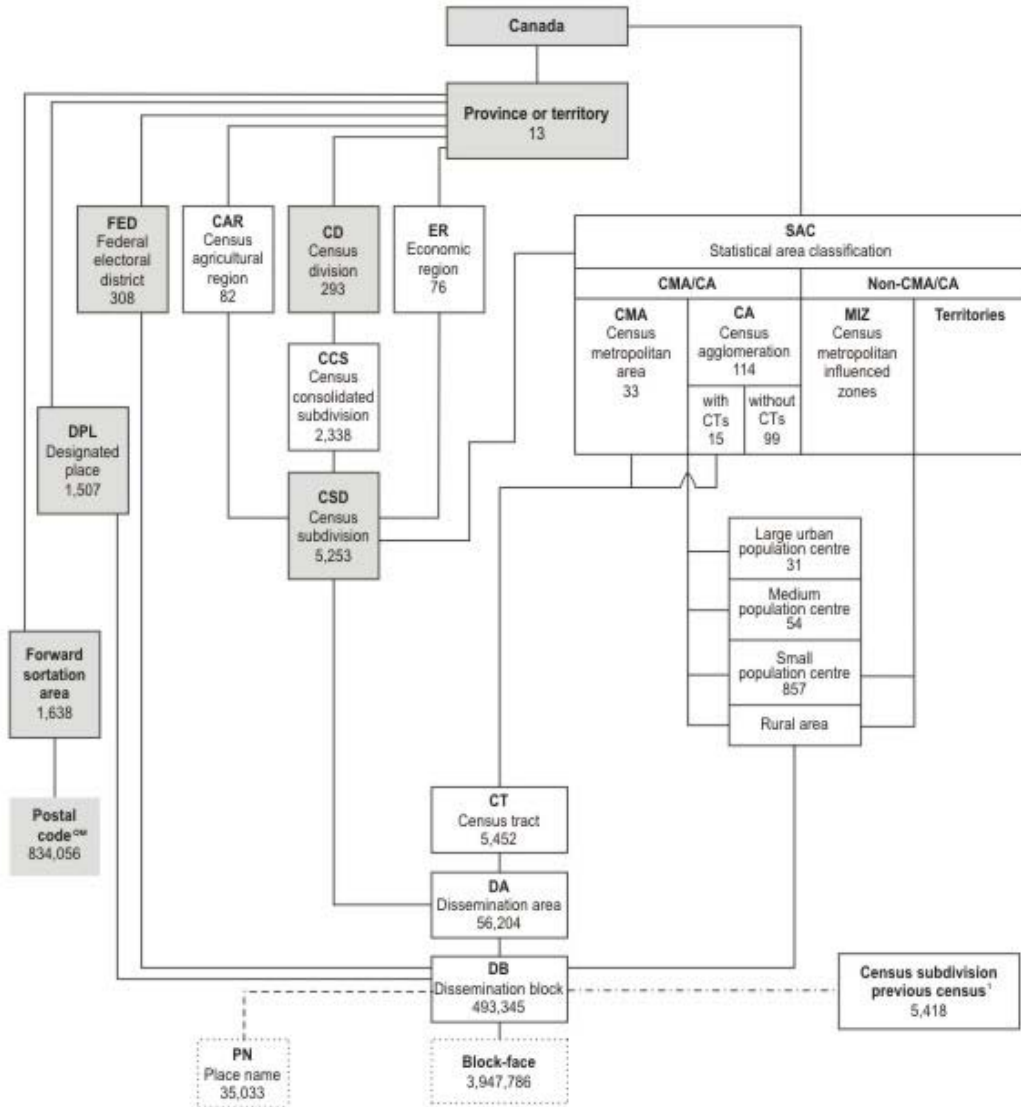 Canada
Province or territory
13
FED
Federal
electoral
district
308
CAR
Census
agricultural
region
82
CD
Census
division
293
ER
Economic
region
76
SAC
Statistical area classification
CMA/CA
Non-CMA/CA
CMA
Census
metropolitan
area
33
CA
Census
agglomeration
114
with
CTs
15
without
CTs
99
MIZ
Census
metropolitan
influenced
zones
Territories
CCS
Census
consolidated
subdivision
2,338
DPL
Designated
place
1,507
CSD
Census
subdivision
5,253
Large urban
population centre
31
Medium
population centre
54
Small
population centre
857
Rural area
Forward
sortation
area
1,638
Postal
code OM
834,056
CT
Census tract
5,452
DA
Dissemination area
56,204
DB
Dissemination block
493,345
Census subdivision
previous census¹
5,418
PN
Place name
35,033
Block-face
3,947,786